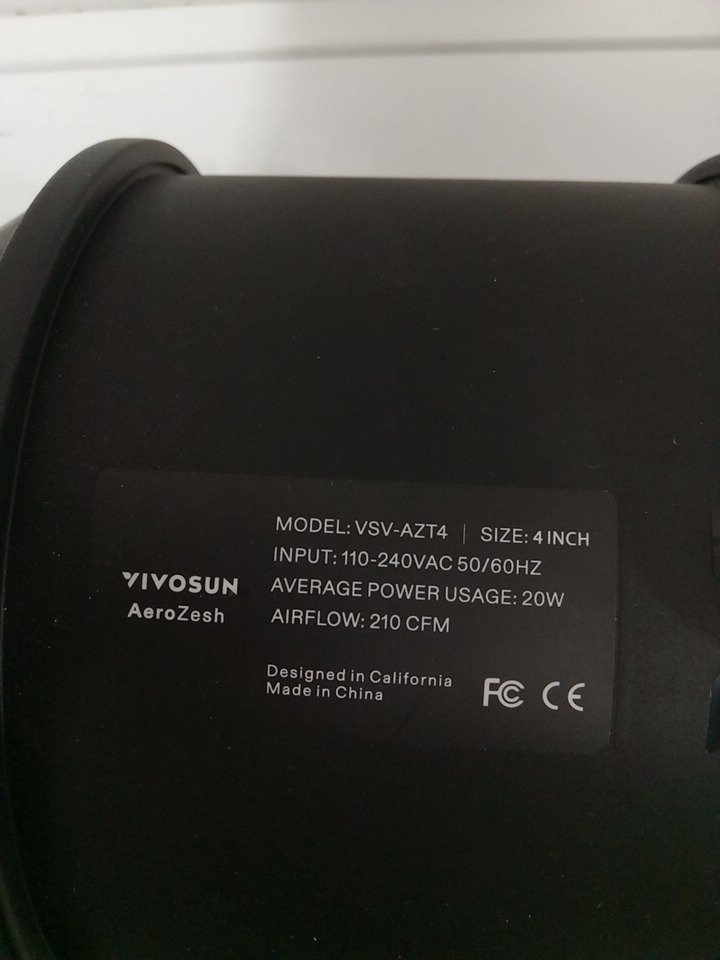 VIVOSUN
AeroZesh
MODEL: VSV-AZT4 | SIZE: 4 INCH
INPUT: 110-240VAC 50/60HZ
AVERAGE POWER USAGE: 20W
AIRFLOW: 210 CFM
Designed in California
Made in China
FC CE